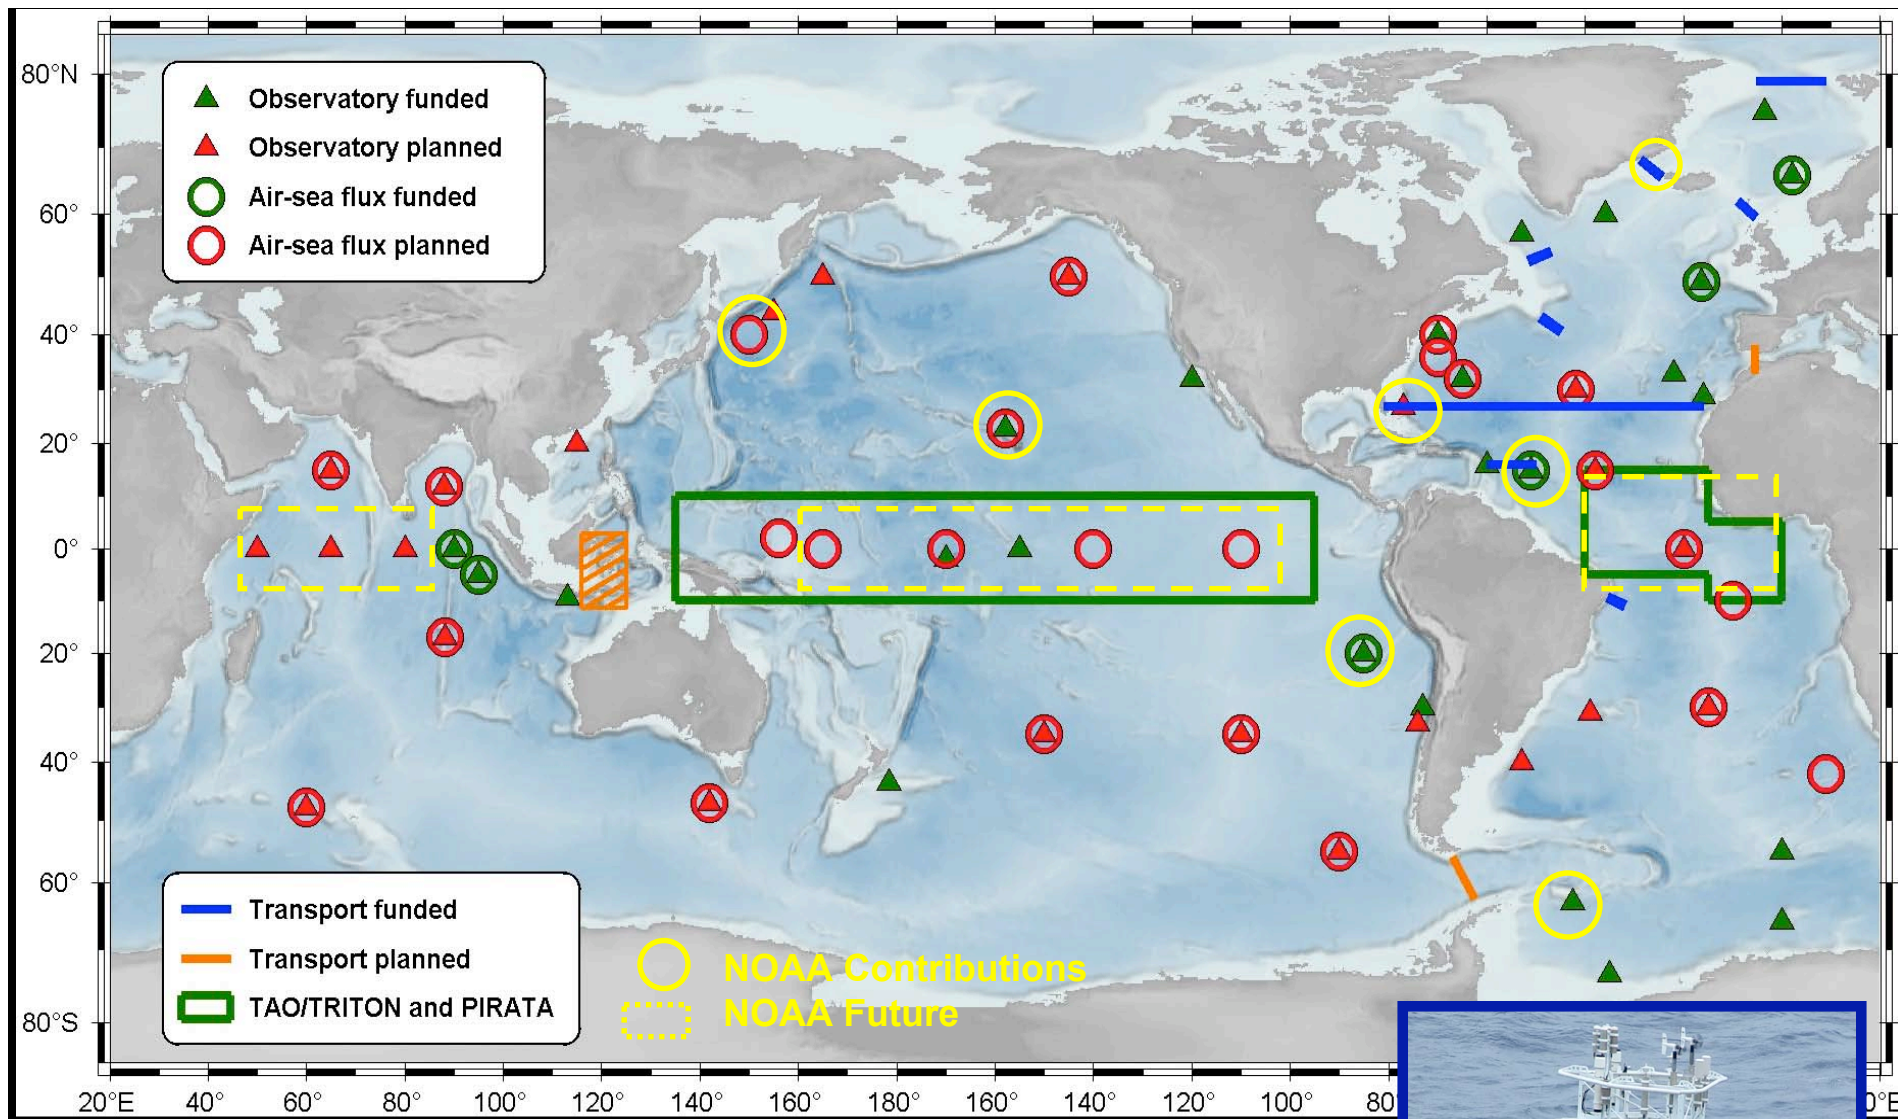 80°N
60°
40°
20°
0°
20°
40°
60°
80°S
Observatory funded
Observatory planned
Air-sea flux funded
Air-sea flux planned
Transport funded
Transport planned
TAO/TRITON and PIRATA
NOAA Contributions
NOAA Future
20°E 40° 60° 80° 100° 120° 140° 160° 180° 160° 140° 120° 100° 80° 0°E